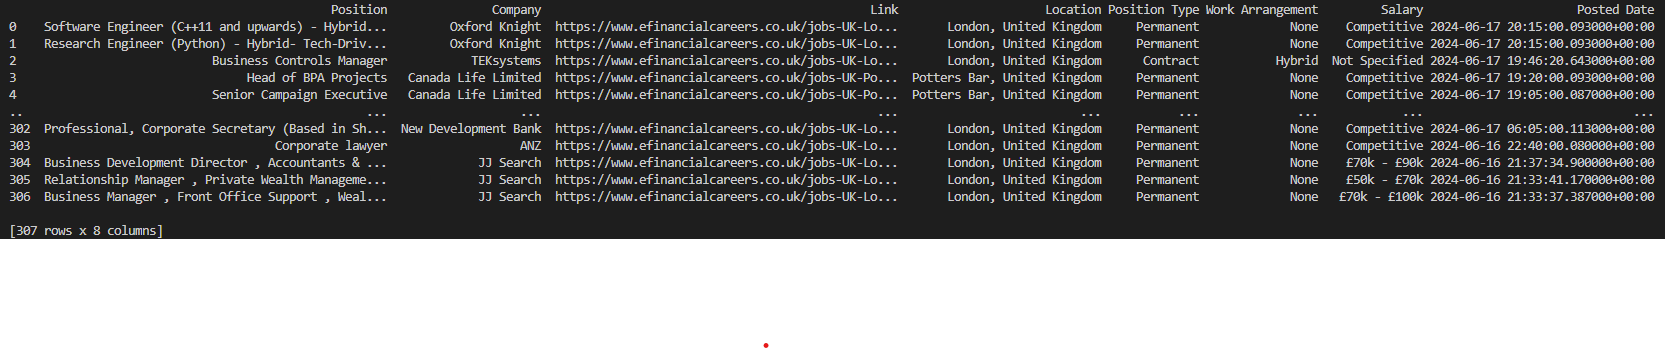 Position Company Link Location Position Type Work Arrangement Salary Posted Date
0 Software Engineer (C++11 and upwards) - Hybrid... Oxford Knight https://www.efinancialcareers.co.uk/jobs-UK-Lo... London, United Kingdom Permanent None Competitive 2024-06-17 20:15:00.093000+00:00
1 Research Engineer (Python) - Hybrid- Tech-Driv... Oxford Knight https://www.efinancialcareers.co.uk/jobs-UK-Lo... London, United Kingdom Permanent None Competitive 2024-06-17 20:15:00.093000+00:00
2 Business Controls Manager TEKsystems https://www.efinancialcareers.co.uk/jobs-UK-Lo... London, United Kingdom Contract Hybrid Not Specified 2024-06-17 19:46:20.643000+00:00
3 Head of BPA Projects Canada Life Limited https://www.efinancialcareers.co.uk/jobs-UK-Po... Potters Bar, United Kingdom Permanent None Competitive 2024-06-17 19:20:00.093000+00:00
4 Senior Campaign Executive Canada Life Limited https://www.efinancialcareers.co.uk/jobs-UK-Po... Potters Bar, United Kingdom Permanent None Competitive 2024-06-17 19:05:00.087000+00:00
.. ... ... ... ... ... ... ... ...
302 Professional, Corporate Secretary (Based in Sh... New Development Bank https://www.efinancialcareers.co.uk/jobs-UK-Lo... London, United Kingdom Permanent None Competitive 2024-06-17 06:05:00.113000+00:00
303 Corporate lawyer ANZ https://www.efinancialcareers.co.uk/jobs-UK-Lo... London, United Kingdom Permanent None Competitive 2024-06-16 22:40:00.080000+00:00
304 Business Development Director , Accountants & ... JJ Search https://www.efinancialcareers.co.uk/jobs-UK-Lo... London, United Kingdom Permanent None £70k - £90k 2024-06-16 21:37:34.900000+00:00
305 Relationship Manager , Private Wealth Manageme... JJ Search https://www.efinancialcareers.co.uk/jobs-UK-Lo... London, United Kingdom Permanent None £50k - £70k 2024-06-16 21:33:41.170000+00:00
306 Business Manager , Front Office Support , Weal... JJ Search https://www.efinancialcareers.co.uk/jobs-UK-Lo... London, United Kingdom Permanent None £70k - £100k 2024-06-16 21:33:37.387000+00:00
[307 rows x 8 columns]